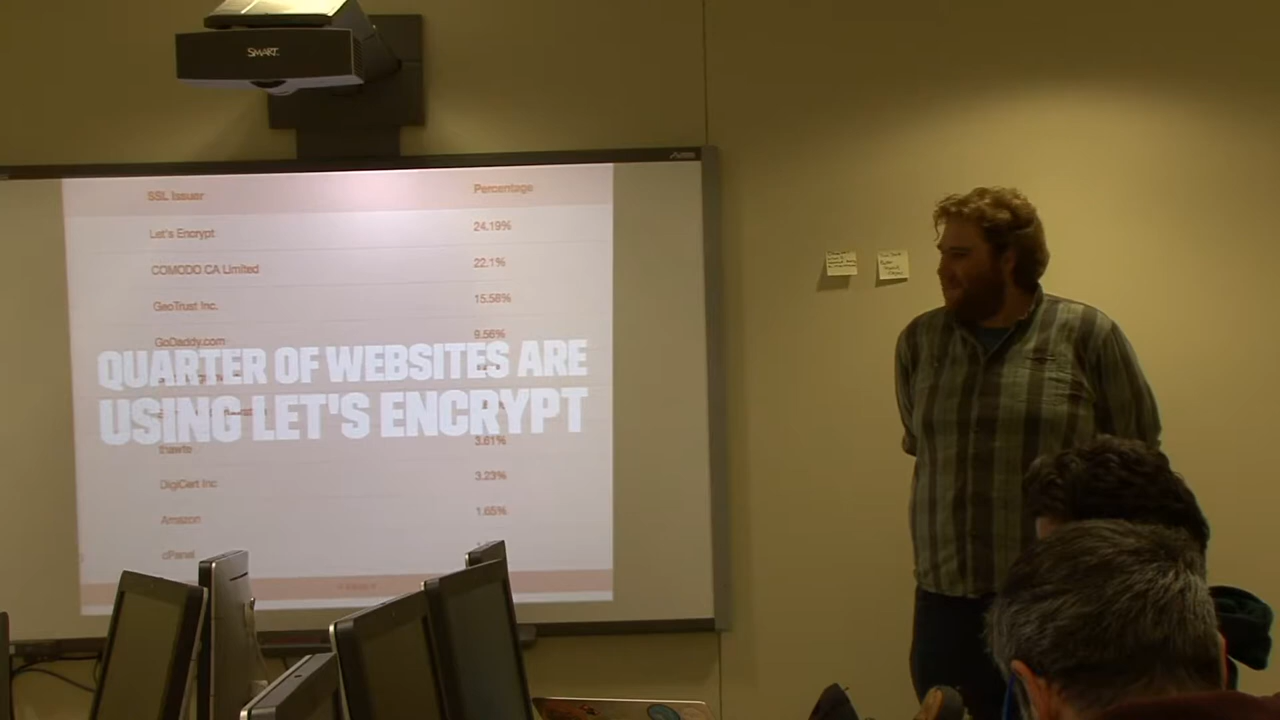 SMART
SSL Issuer Percentage
Let's Encrypt 24.19%
COMODO CA Limited 22.1%
GeoTrust Inc. 15.58%
GoDaddy.com 9.56%
QUARTER OF WEBSITES ARE
USING LET'S ENCRYPT
thawte 3.61%
DigiCert Inc 3.23%
Amazon 1.65%
cPanel